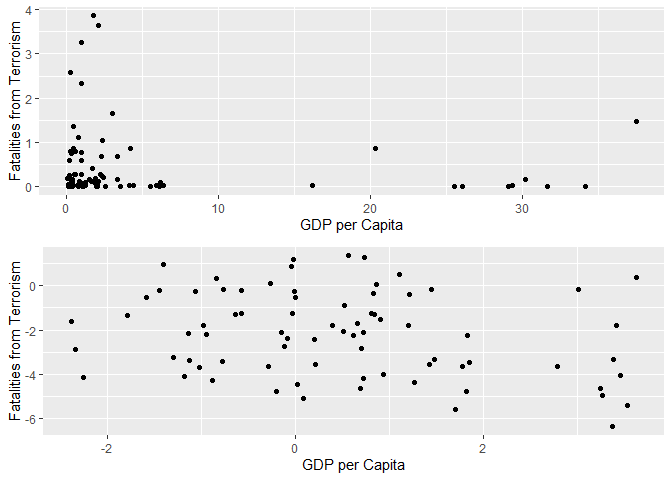 Fatalities from Terrorism
4
3
2
1
0
0 10 20 30
GDP per Capita
Fatalities from Terrorism
0
-2
-4
-6
-2 0 2
GDP per Capita